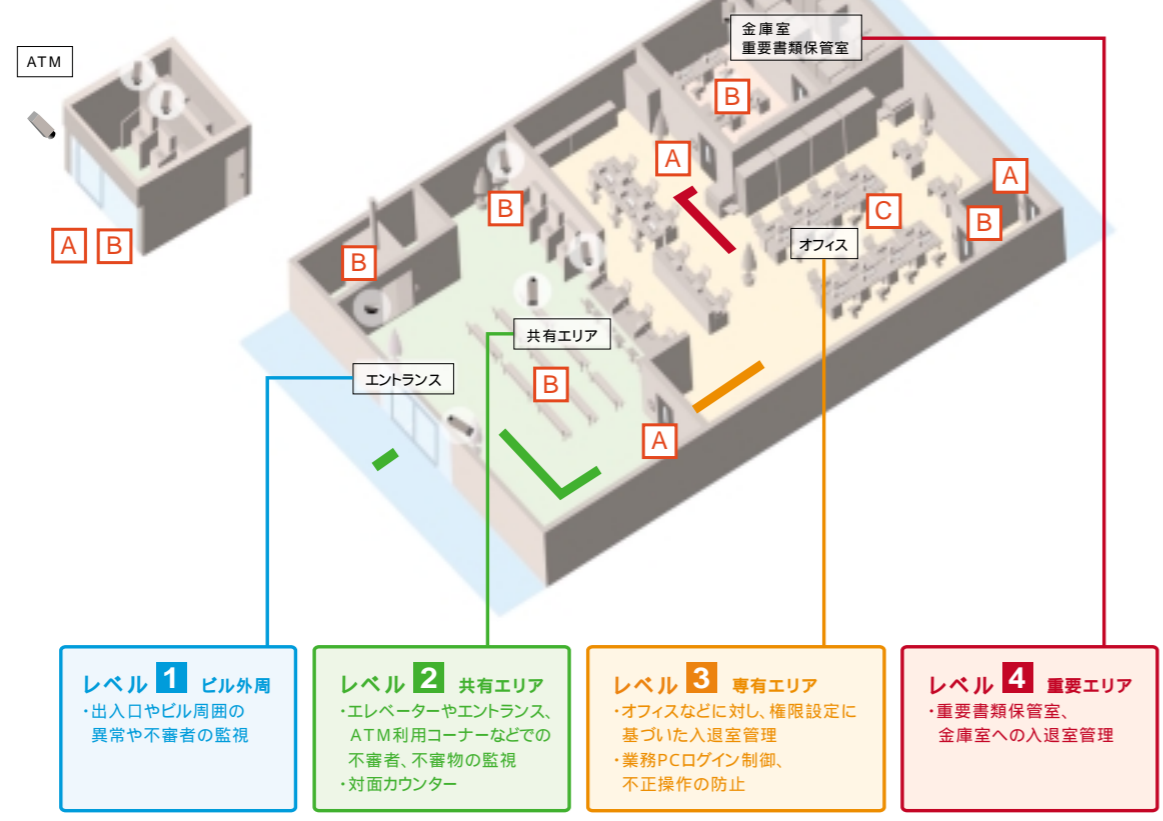 金庫室
重要書類保管室
ATM
B
A
A
B
C
B
A B
オフィス
B
共有エリア
エントランス
B
A
レベル 1 ビル外周
・出入口やビル周囲の
異常や不審者の監視
レベル 2 共有エリア
・エレベーターやエントランス、
ATM利用コーナーなどでの
不審者、不審物の監視
・対面カウンター
レベル 3 専有エリア
・オフィスなどに対し、権限設定に
基づいた入退室管理
・業務PCログイン制御、
不正操作の防止
レベル 4 重要エリア
・重要書類保管室、
金庫室への入退室管理